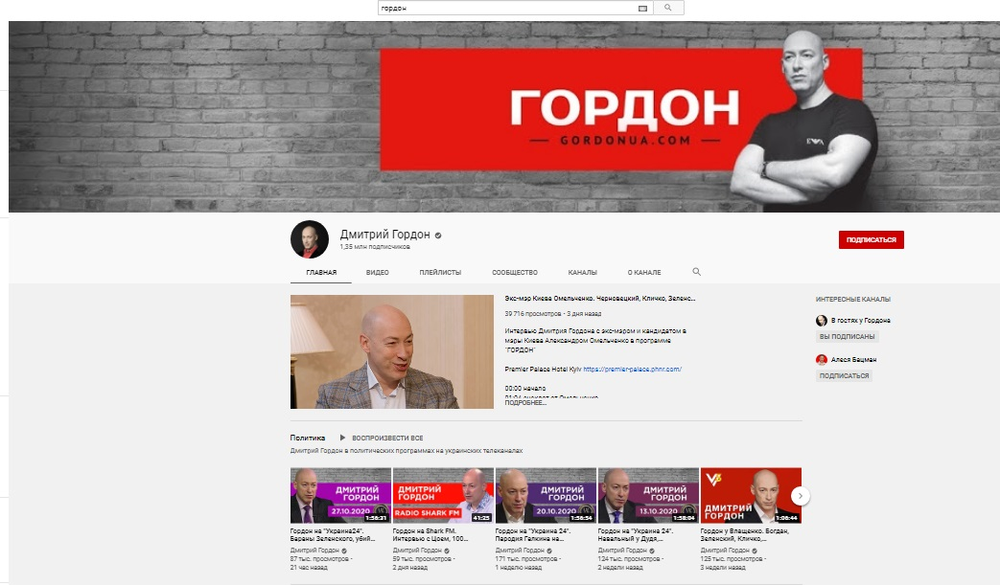 гордон
ГОРДОН
GORDONUA.COM
Дмитрий Гордон
1,35 млн подписчиков
ПОДПИСАТЬСЯ
ГЛАВНАЯ
ВИДЕО
ПЛЕЙЛИСТЫ
СООБЩЕСТВО
КАНАЛЫ
О КАНАЛЕ
Экс-мэр Киева Омельченко. Черновецкий, Кличко, Зеленс...
39 716 просмотров • 3 дня назад
Интервью Дмитрия Гордона с экс-мэром и кандидатом в
мэры Киева Александром Омельченко в программе
"ГОРДОН"
Premier Palace Hotel Kyiv https://premier-palace.phnr.com/
00:00 начало
ПОДРОБНЕЕ...
ИНТЕРЕСНЫЕ КАНАЛЫ
В гостях у Гордона
ВЫ ПОДПИСАНЫ
Алеся Бацман
ПОДПИСАТЬСЯ
Политика
ВОСПРОИЗВЕСТИ ВСЕ
Дмитрий Гордон в политических программах на украинских телеканалах
ДМИТРИЙ
ГОРДОН
27.10.2020
1:56:31
Гордон на "Украина24".
Бараны Зеленского, убий...
Дмитрий Гордон
87 тыс. просмотров •
21 час назад
ДМИТРИЙ
ГОРДОН
RADIO SHARK FM
41:25
Гордон на Shark FM.
Интервью с Цоем, 100...
Дмитрий Гордон
59 тыс. просмотров •
2 дня назад
ДМИТРИЙ
ГОРДОН
20.10.2020
1:56:54
Гордон на "Украина 24".
Пародия Галкина на...
Дмитрий Гордон
171 тыс. просмотров •
1 неделю назад
ДМИТРИЙ
ГОРДОН
13.10.2020
1:58:04
Гордон на "Украина 24".
Навальный у Дудя,...
Дмитрий Гордон
124 тыс. просмотров •
2 недели назад
ДМИТРИЙ
ГОРДОН
1:06:44
Гордон у Влащенко. Богдан,
Зеленский, Кличко,...
Дмитрий Гордон
125 тыс. просмотров •
3 недели назад